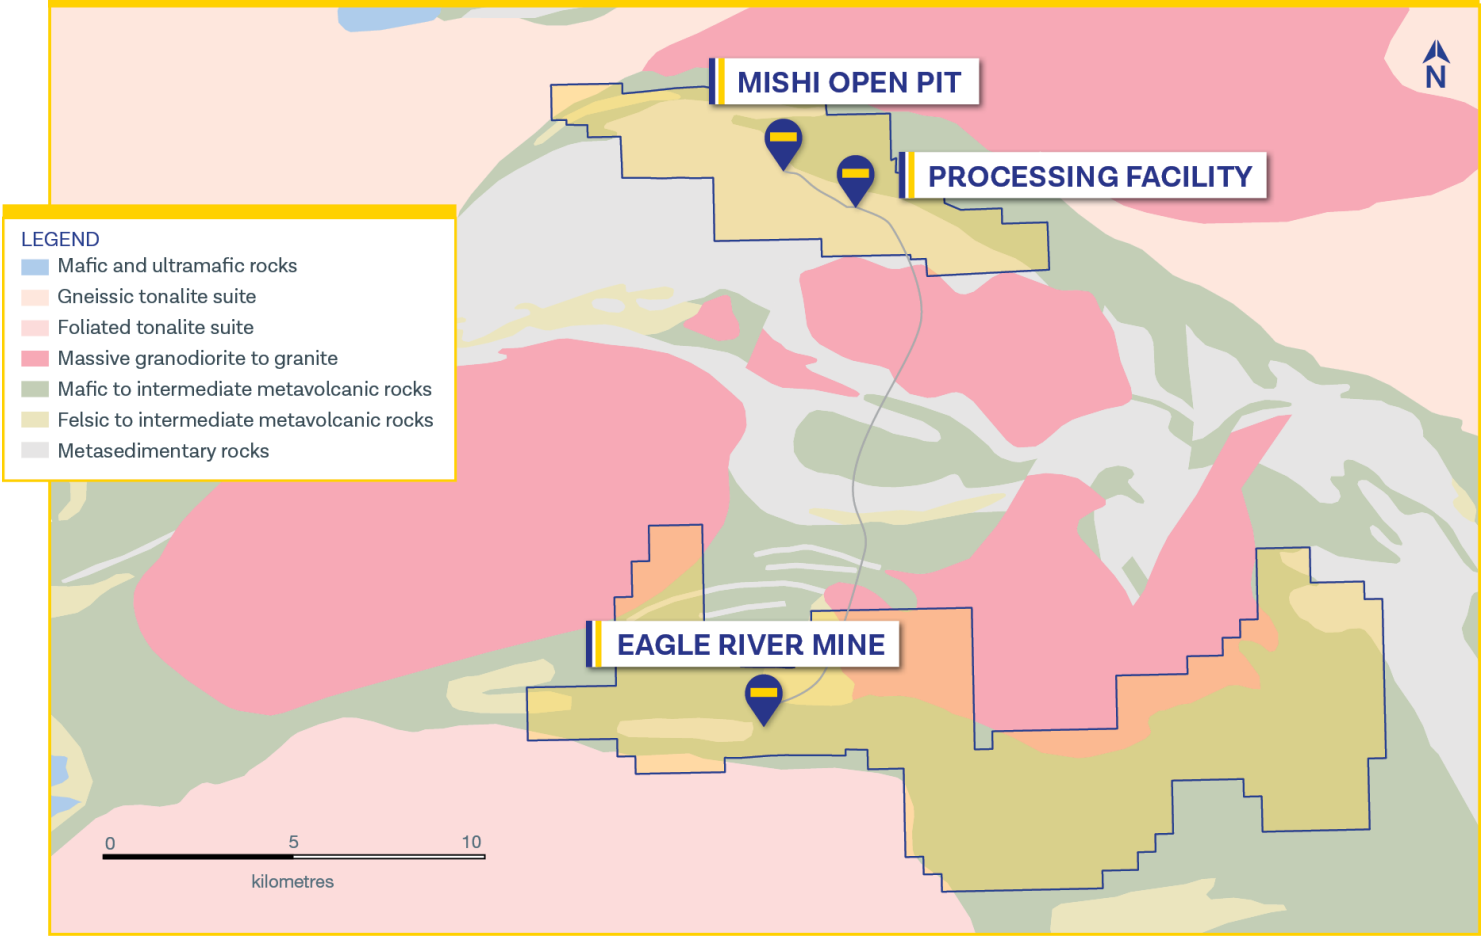 MISHI OPEN PIT
N
PROCESSING FACILITY
LEGEND
Mafic and ultramafic rocks
Gneissic tonalite suite
Foliated tonalite suite
Massive granodiorite to granite
Mafic to intermediate metavolcanic rocks
Felsic to intermediate metavolcanic rocks
Metasedimentary rocks
EAGLE RIVER MINE
0 5 10
kilometres